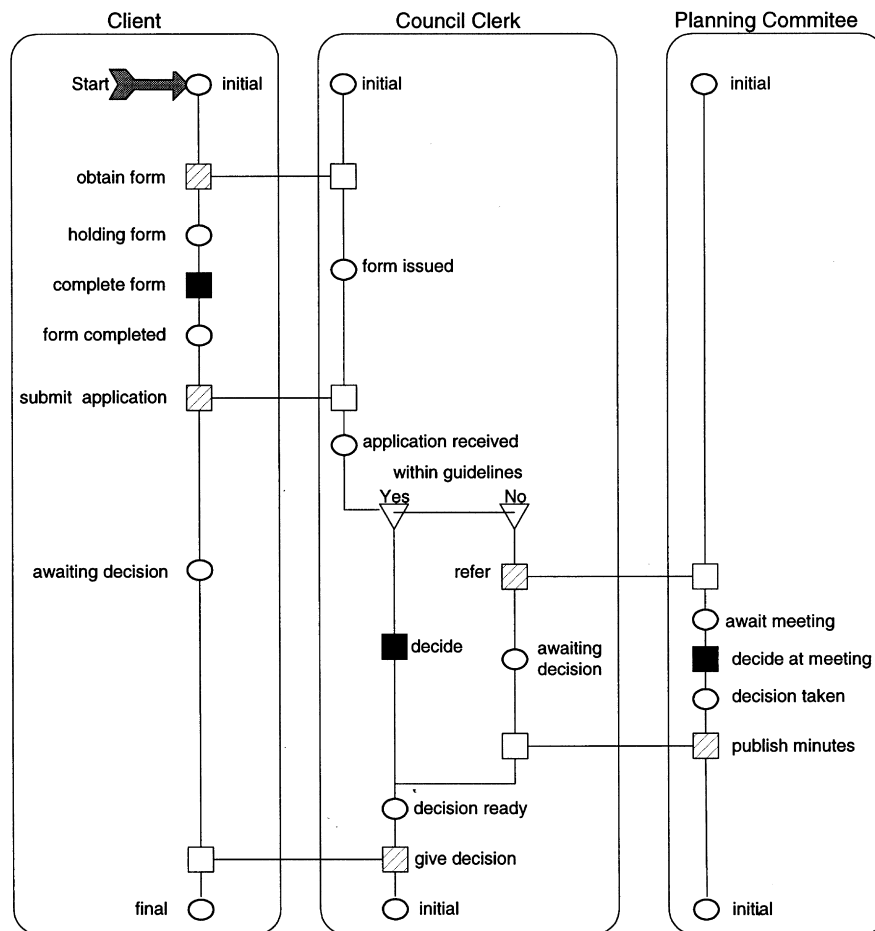 Client
Council Clerk
Planning Commitee
Start
initial
initial
initial
obtain form
holding form
form issued
complete form
form completed
submit application
application received
within guidelines
Yes
No
awaiting decision
refer
await meeting
decide
awaiting
decision
decide at meeting
decision taken
publish minutes
decision ready
give decision
final
initial
initial